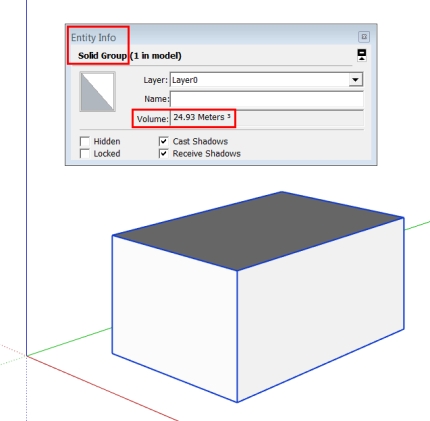 Entity Info
Solid Group (1 in model)
Layer: Layer0
Name:
Volume: 24.93 Meters ³
Hidden Cast Shadows
Locked Receive Shadows